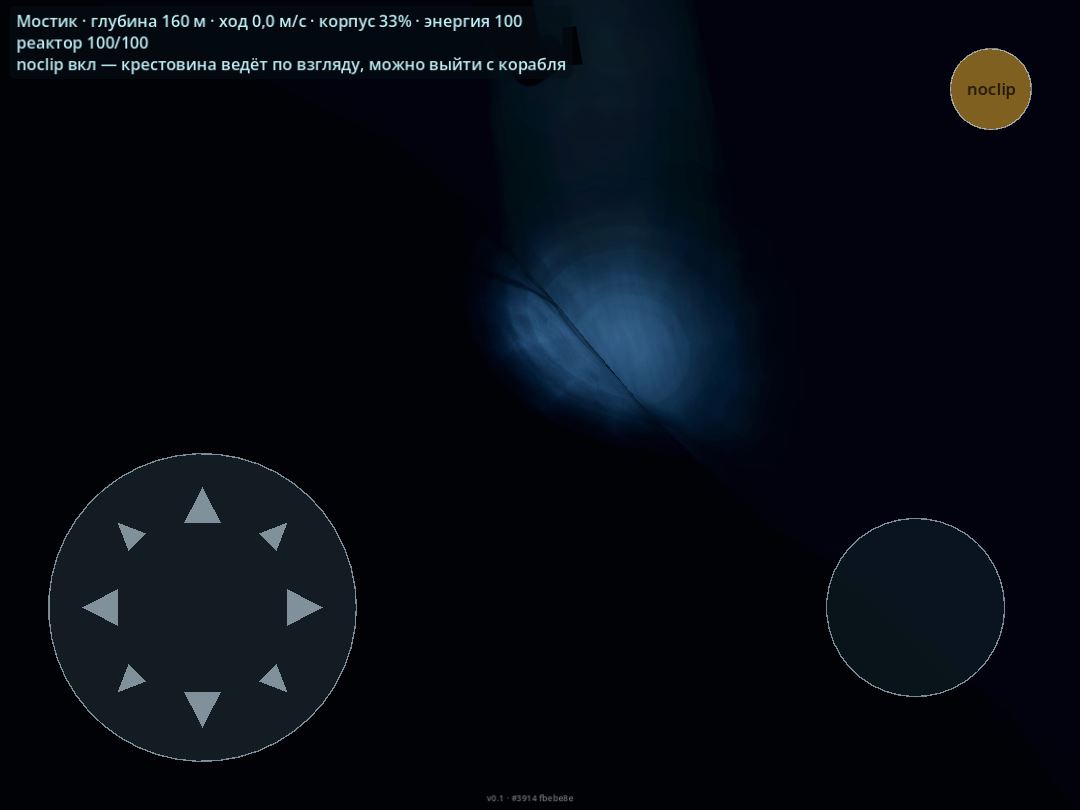 Мостик · глубина 160 м · ход 0,0 м/с · корпус 33% · энергия 100
реактор 100/100
noclip вкл — крестовина ведёт по взгляду, можно выйти с корабля
noclip
v0.1 · #3914 fbebe8e